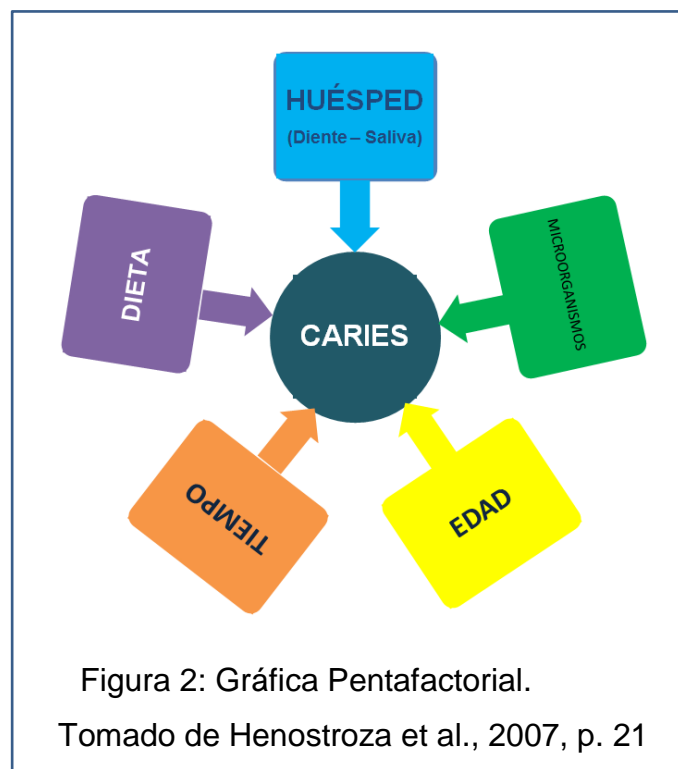 HUÉSPED
(Diente – Saliva)
DIETA
MICROORGANISMOS
CARIES
TIEMPO
EDAD
Figura 2: Gráfica Pentafactorial.
Tomado de Henostroza et al., 2007, p. 21